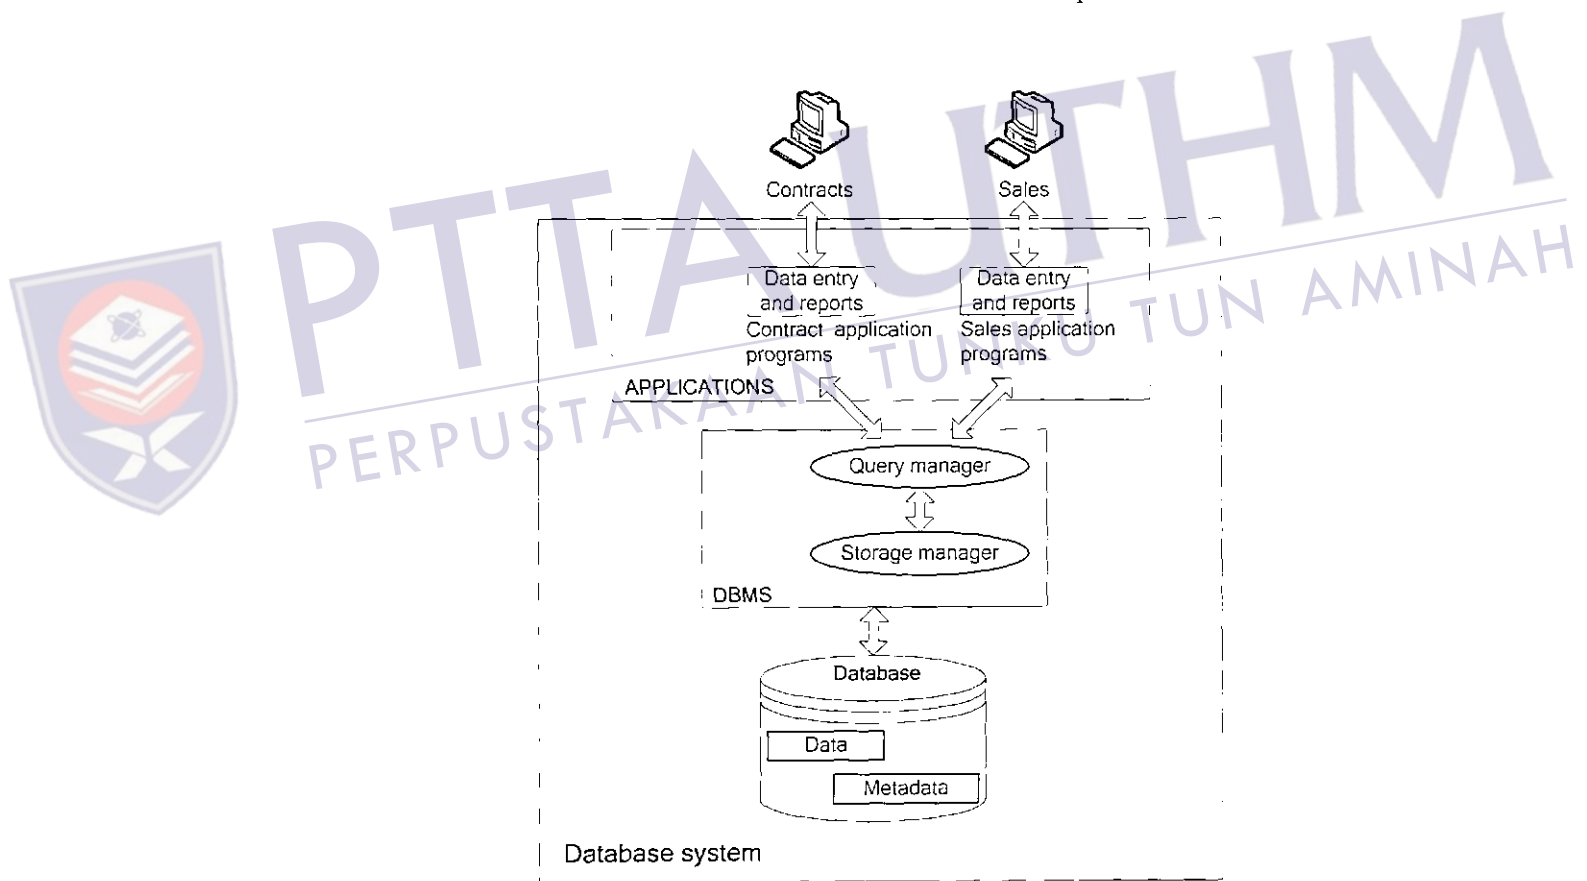 Contracts
Sales
Data entry
and reports
Data entry
and reports
Contract application
programs
Sales application
programs
APPLICATIONS
Query manager
Storage manager
DBMS
Database
Data
Metadata
Database system
PTTAUTHM
PERPUSTAKAAN TUNKU TUN AMINAH